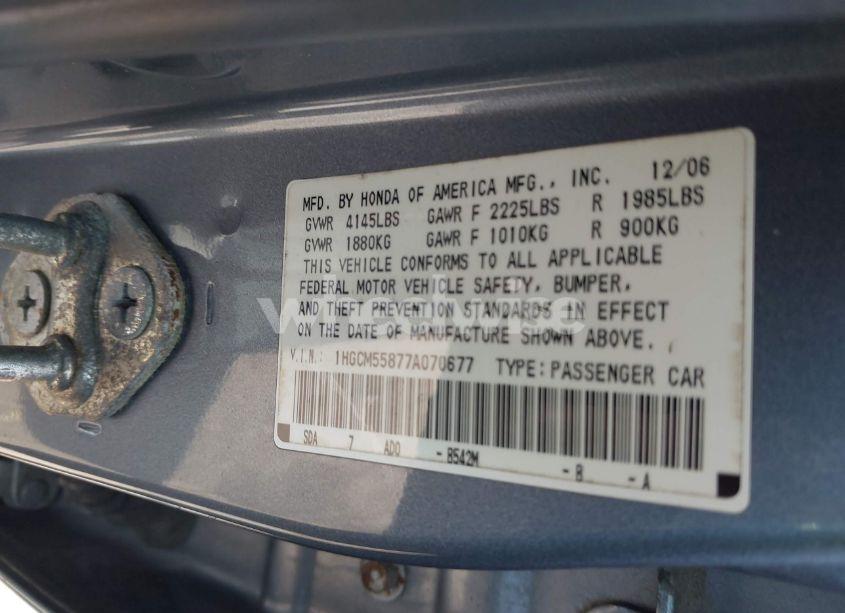 MFD. BY HONDA OF AMERICA MFG., INC. 12/06
GVWR 4145LBS GAWR F 2225LBS R 1985LBS
GVWR 1880KG GAWR F 1010KG R 900KG
THIS VEHICLE CONFORMS TO ALL APPLICABLE
FEDERAL MOTOR VEHICLE SAFETY, BUMPER,
AND THEFT PREVENTION STANDARDS IN EFFECT
ON THE DATE OF MANUFACTURE SHOWN ABOVE.
V.I.N.: 1HGCM55877A070677 TYPE:PASSENGER CAR
SDA 7 ADO - B542M - B - A